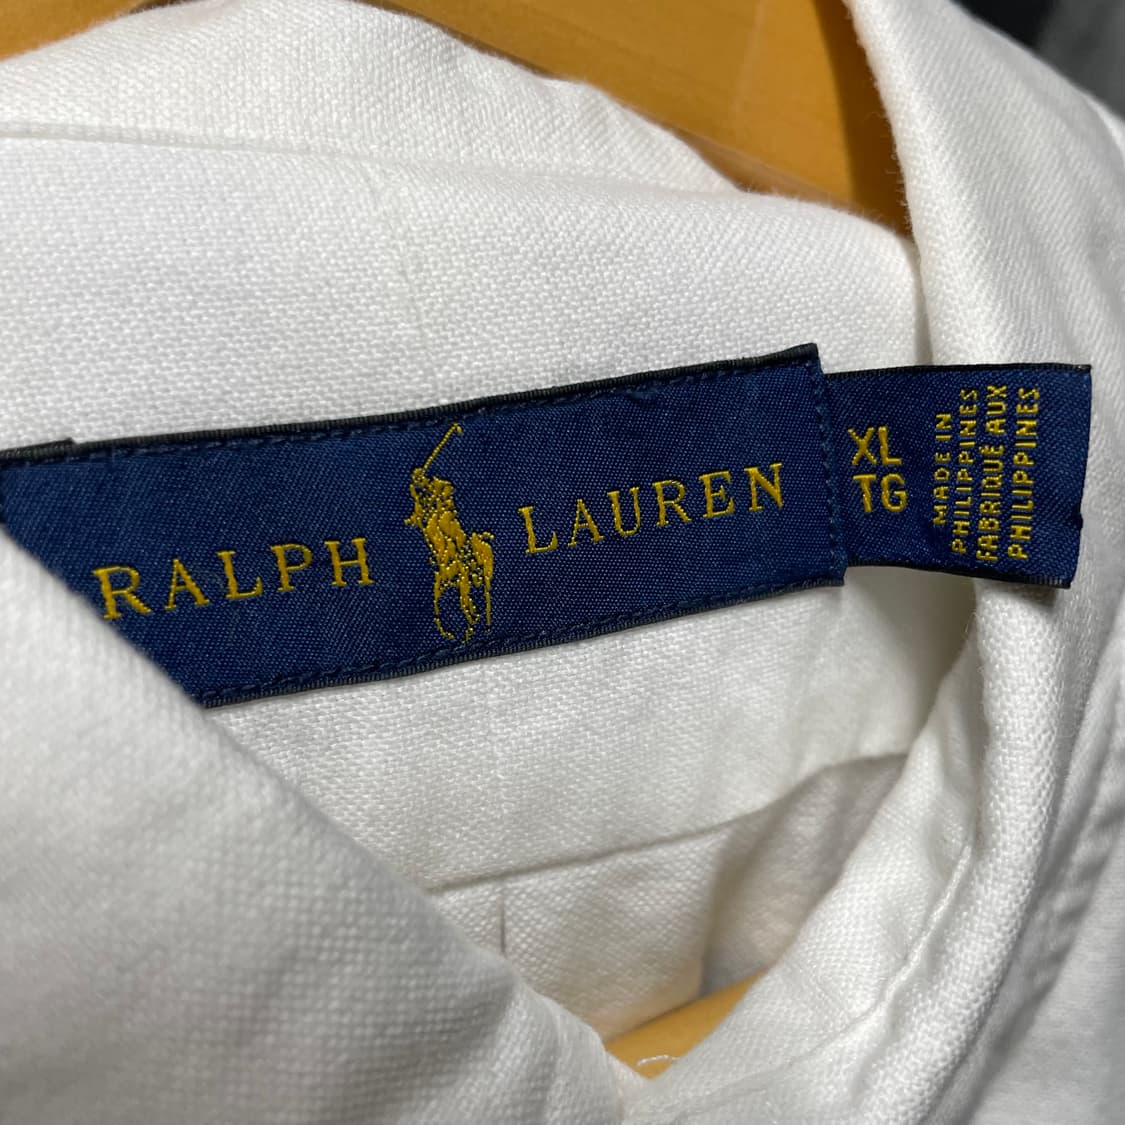 RALPH LAUREN
XL
TG
MADE IN
PHILIPPINES
FABRIQUÉ AUX
PHILIPPINES